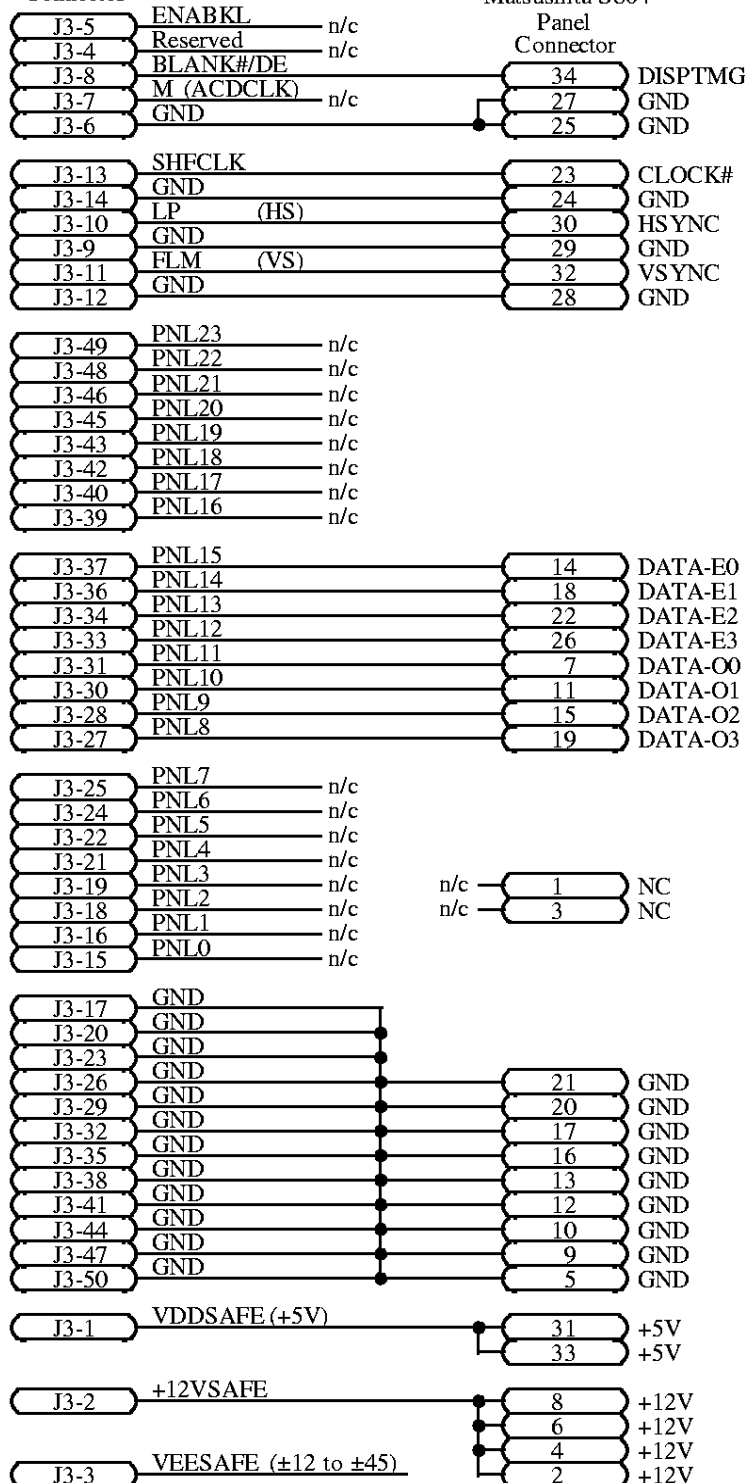 Panel
Connector
J3-5 ENABKL n/c
J3-4 Reserved n/c
J3-8 BLANK#/DE 34 DISPTMG
J3-7 M (ACDCLK) n/c 27 GND
J3-6 GND 25 GND
J3-13 SHFCLK 23 CLOCK#
J3-14 GND 24 GND
J3-10 LP (HS) 30 HSYNC
J3-9 GND 29 GND
J3-11 FLM (VS) 32 VSYNC
J3-12 GND 28 GND
J3-49 PNL23 n/c
J3-48 PNL22 n/c
J3-46 PNL21 n/c
J3-45 PNL20 n/c
J3-43 PNL19 n/c
J3-42 PNL18 n/c
J3-40 PNL17 n/c
J3-39 PNL16 n/c
J3-37 PNL15 14 DATA-E0
J3-36 PNL14 18 DATA-E1
J3-34 PNL13 22 DATA-E2
J3-33 PNL12 26 DATA-E3
J3-31 PNL11 7 DATA-O0
J3-30 PNL10 11 DATA-O1
J3-28 PNL9 15 DATA-O2
J3-27 PNL8 19 DATA-O3
J3-25 PNL7 n/c
J3-24 PNL6 n/c
J3-22 PNL5 n/c
J3-21 PNL4 n/c
J3-19 PNL3 n/c n/c 1 NC
J3-18 PNL2 n/c n/c 3 NC
J3-16 PNL1 n/c
J3-15 PNL0 n/c
J3-17 GND
J3-20 GND
J3-23 GND
J3-26 GND 21 GND
J3-29 GND 20 GND
J3-32 GND 17 GND
J3-35 GND 16 GND
J3-38 GND 13 GND
J3-41 GND 12 GND
J3-44 GND 10 GND
J3-47 GND 9 GND
J3-50 GND 5 GND
J3-1 VDDSAFE (+5V) 31 +5V
33 +5V
J3-2 +12VSAFE 8 +12V
6 +12V
4 +12V
J3-3 VEESAFE (±12 to ±45) 2 +12V